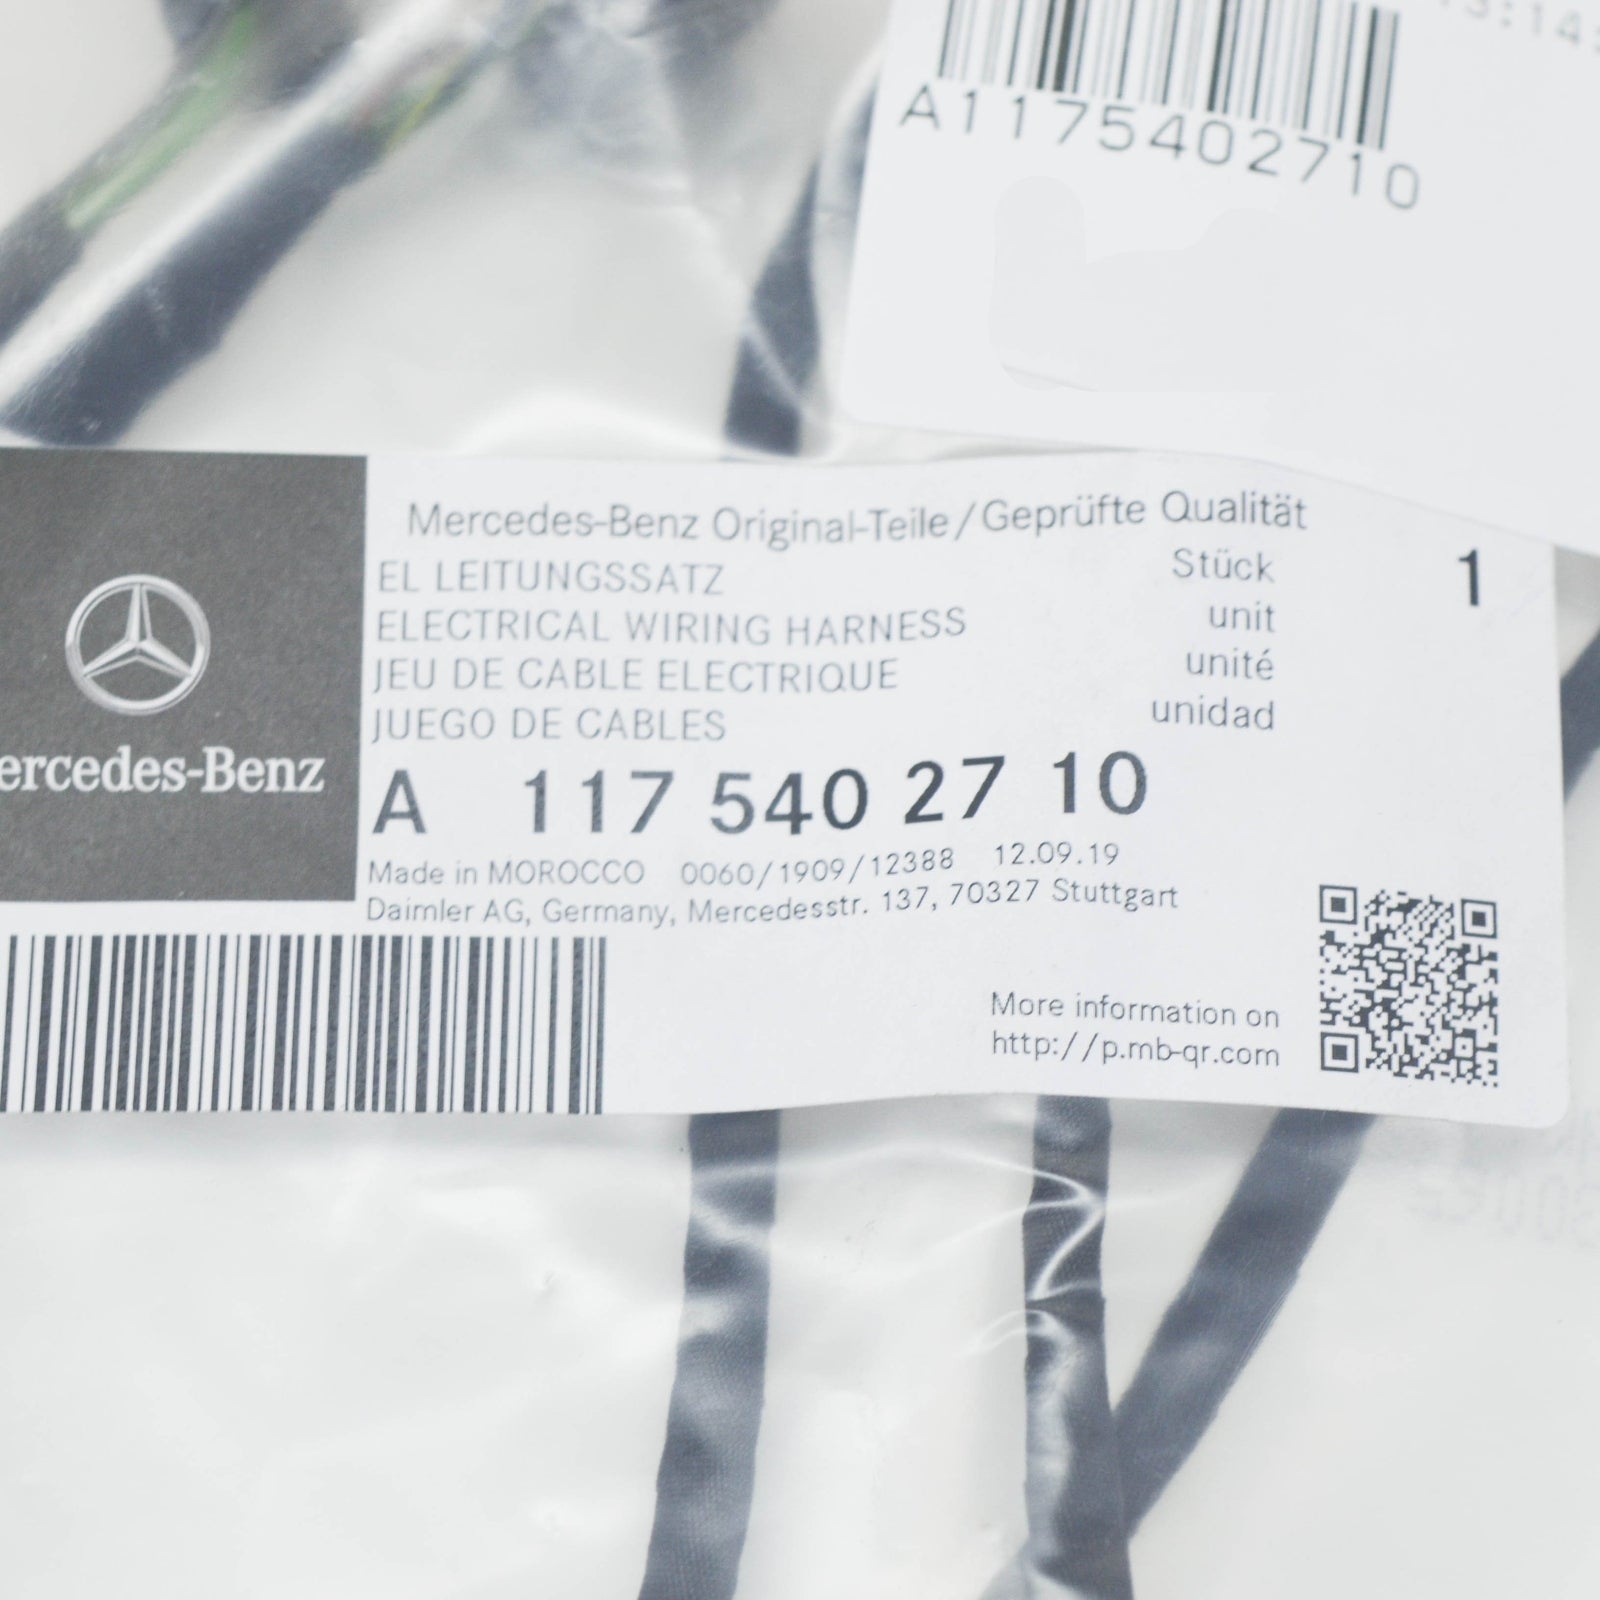 13:14:
A1175402710
Mercedes-Benz Original-Teile/Geprüfte Qualität
EL LEITUNGSSATZ Stück 1
ELECTRICAL WIRING HARNESS unit
JEU DE CABLE ELECTRIQUE unité
JUEGO DE CABLES unidad
ercedes-Benz
A 117 540 27 10
Made in MOROCCO 0060/1909/12388 12.09.19
Daimler AG, Germany, Mercedesstr. 137, 70327 Stuttgart
More information on
http://p.mb-qr.com